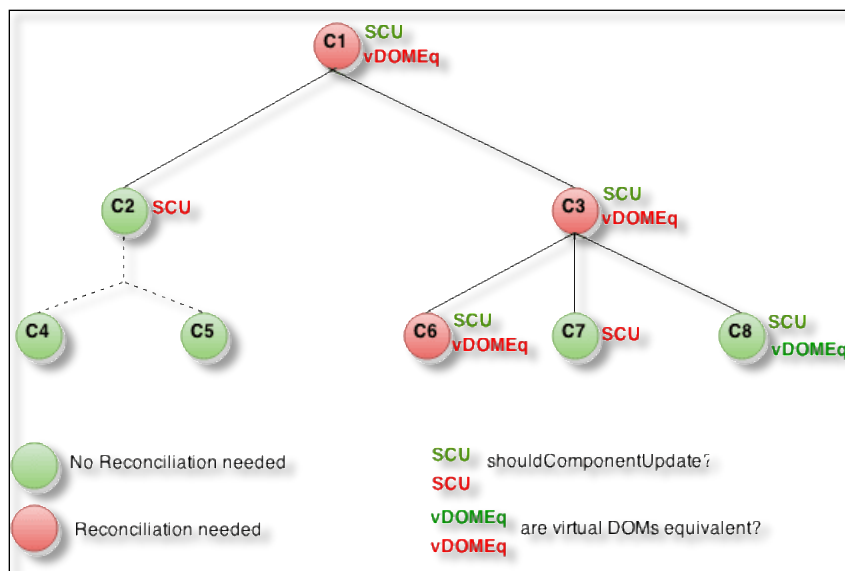 C1
SCU
vDOMEq
C2 SCU
C3
SCU
vDOMEq
C4
C5
C6
SCU
vDOMEq
C7 SCU
C8
SCU
vDOMEq
No Reconciliation needed
Reconciliation needed
SCU
SCU
shouldComponentUpdate?
vDOMEq
vDOMEq
are virtual DOMs equivalent?